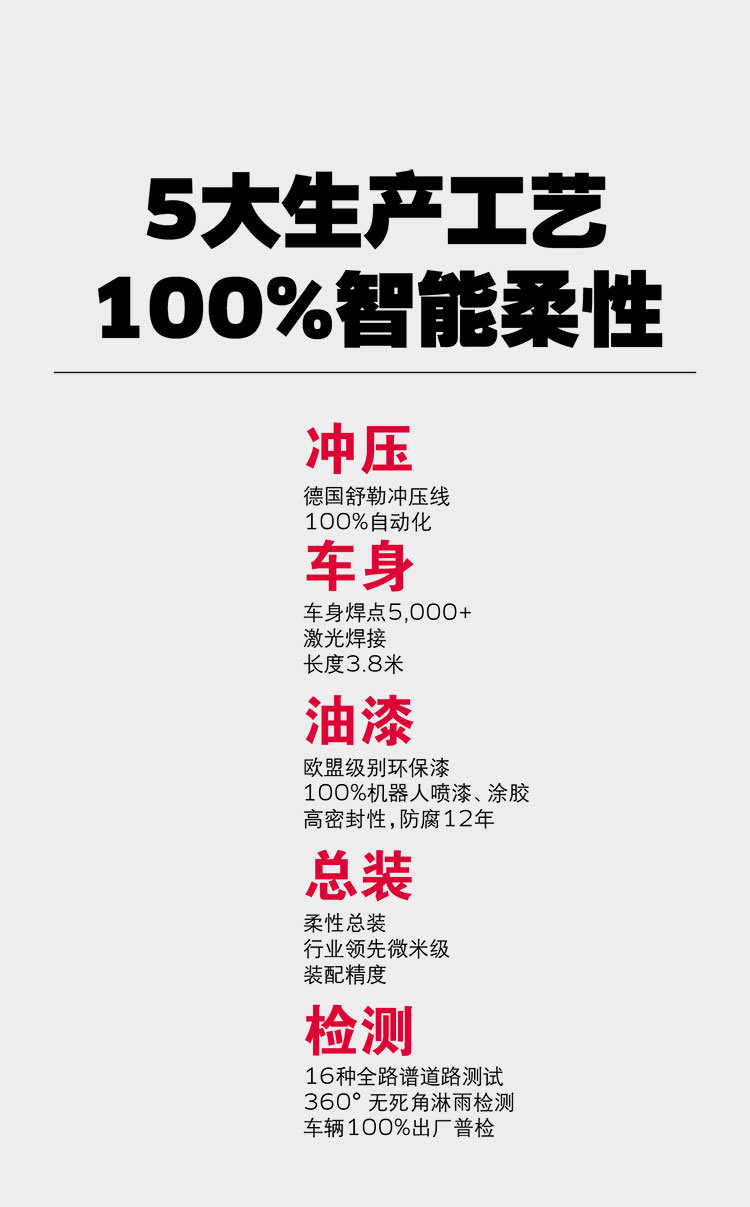 5大生产工艺
100%智能柔性
冲压
德国舒勒冲压线
100%自动化
车身
车身焊点5,000+
激光焊接
长度3.8米
油漆
欧盟级别环保漆
100%机器人喷漆、涂胶
高密封性，防腐12年
总装
柔性总装
行业领先微米级
装配精度
检测
16种全路谱道路测试
360° 无死角淋雨检测
车辆100%出厂普检